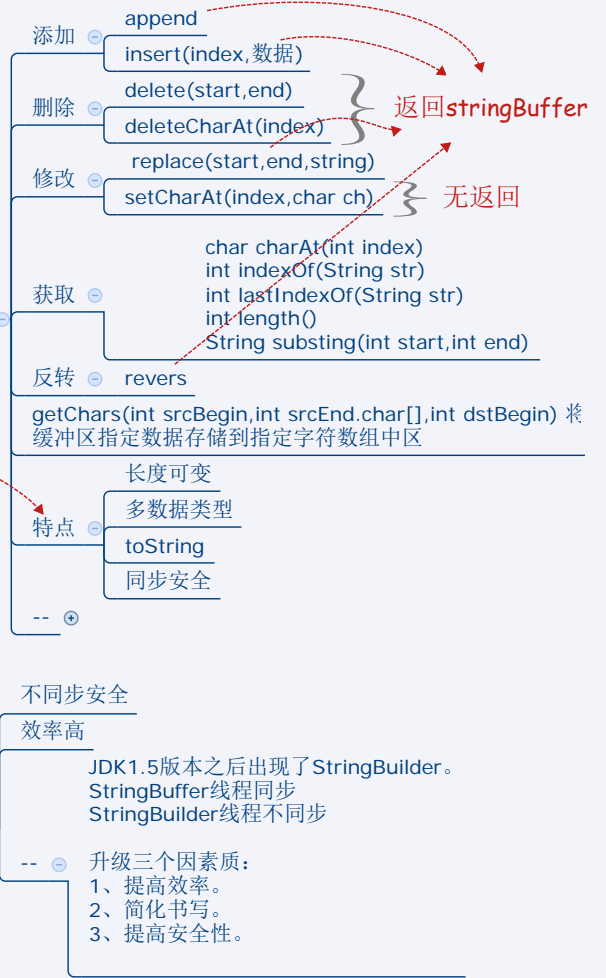 添加
append
insert(index,数据)
删除
delete(start,end)
deleteCharAt(index)
返回stringBuffer
修改
replace(start,end,string)
setCharAt(index,char ch)
无返回
获取
char charAt(int index)
int indexOf(String str)
int lastIndexOf(String str)
int length()
String substing(int start,int end)
反转
revers
getChars(int srcBegin,int srcEnd.char[],int dstBegin) 将
缓冲区指定数据存储到指定字符数组中区
特点
长度可变
多数据类型
toString
同步安全
--
不同步安全
效率高
JDK1.5版本之后出现了StringBuilder。
StringBuffer线程同步
StringBuilder线程不同步
--
升级三个因素质：
1、提高效率。
2、简化书写。
3、提高安全性。